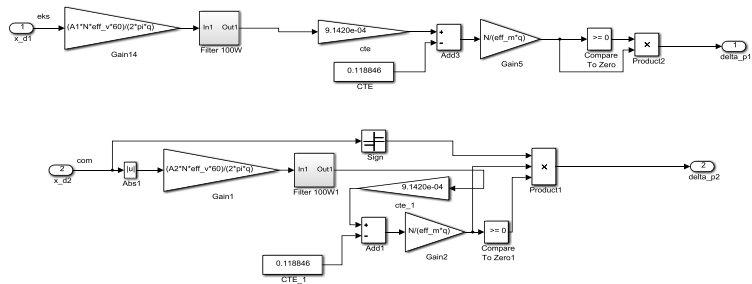 eks
1
x_d1
(A1*N*eff_v*60)/(2*pi*q)
Gain14
In1 Out1
Filter 100W
9.1420e-04
cte
0.118846
CTE
+
−
Add3
N/(eff_m*q)
Gain5
>= 0
Compare
To Zero
×
Product2
1
delta_p1
com
2
x_d2
|u|
Abs1
(A2*N*eff_v*60)/(2*pi*q)
Gain1
In1 Out1
Filter 100W1
Sign
9.1420e-04
cte_1
0.118846
CTE_1
+
−
Add1
N/(eff_m*q)
Gain2
>= 0
Compare
To Zero1
×
Product1
2
delta_p2